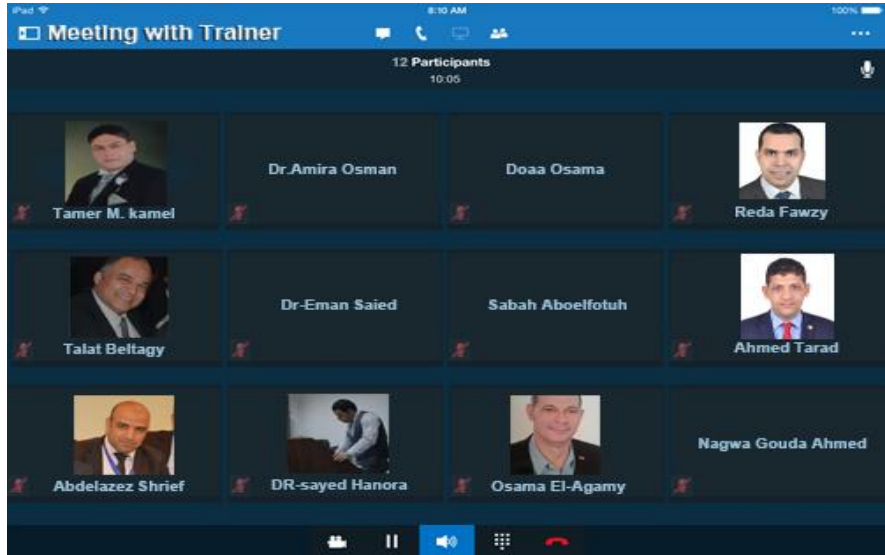 iPad 8:10 AM 100%
Meeting with Trainer
12 Participants
10:05
Tamer M. kamel
Dr.Amira Osman
Doaa Osama
Reda Fawzy
Talat Beltagy
Dr-Eman Saied
Sabah Aboelfotuh
Ahmed Tarad
Abdelazez Shrief
DR-sayed Hanora
Osama El-Agamy
Nagwa Gouda Ahmed